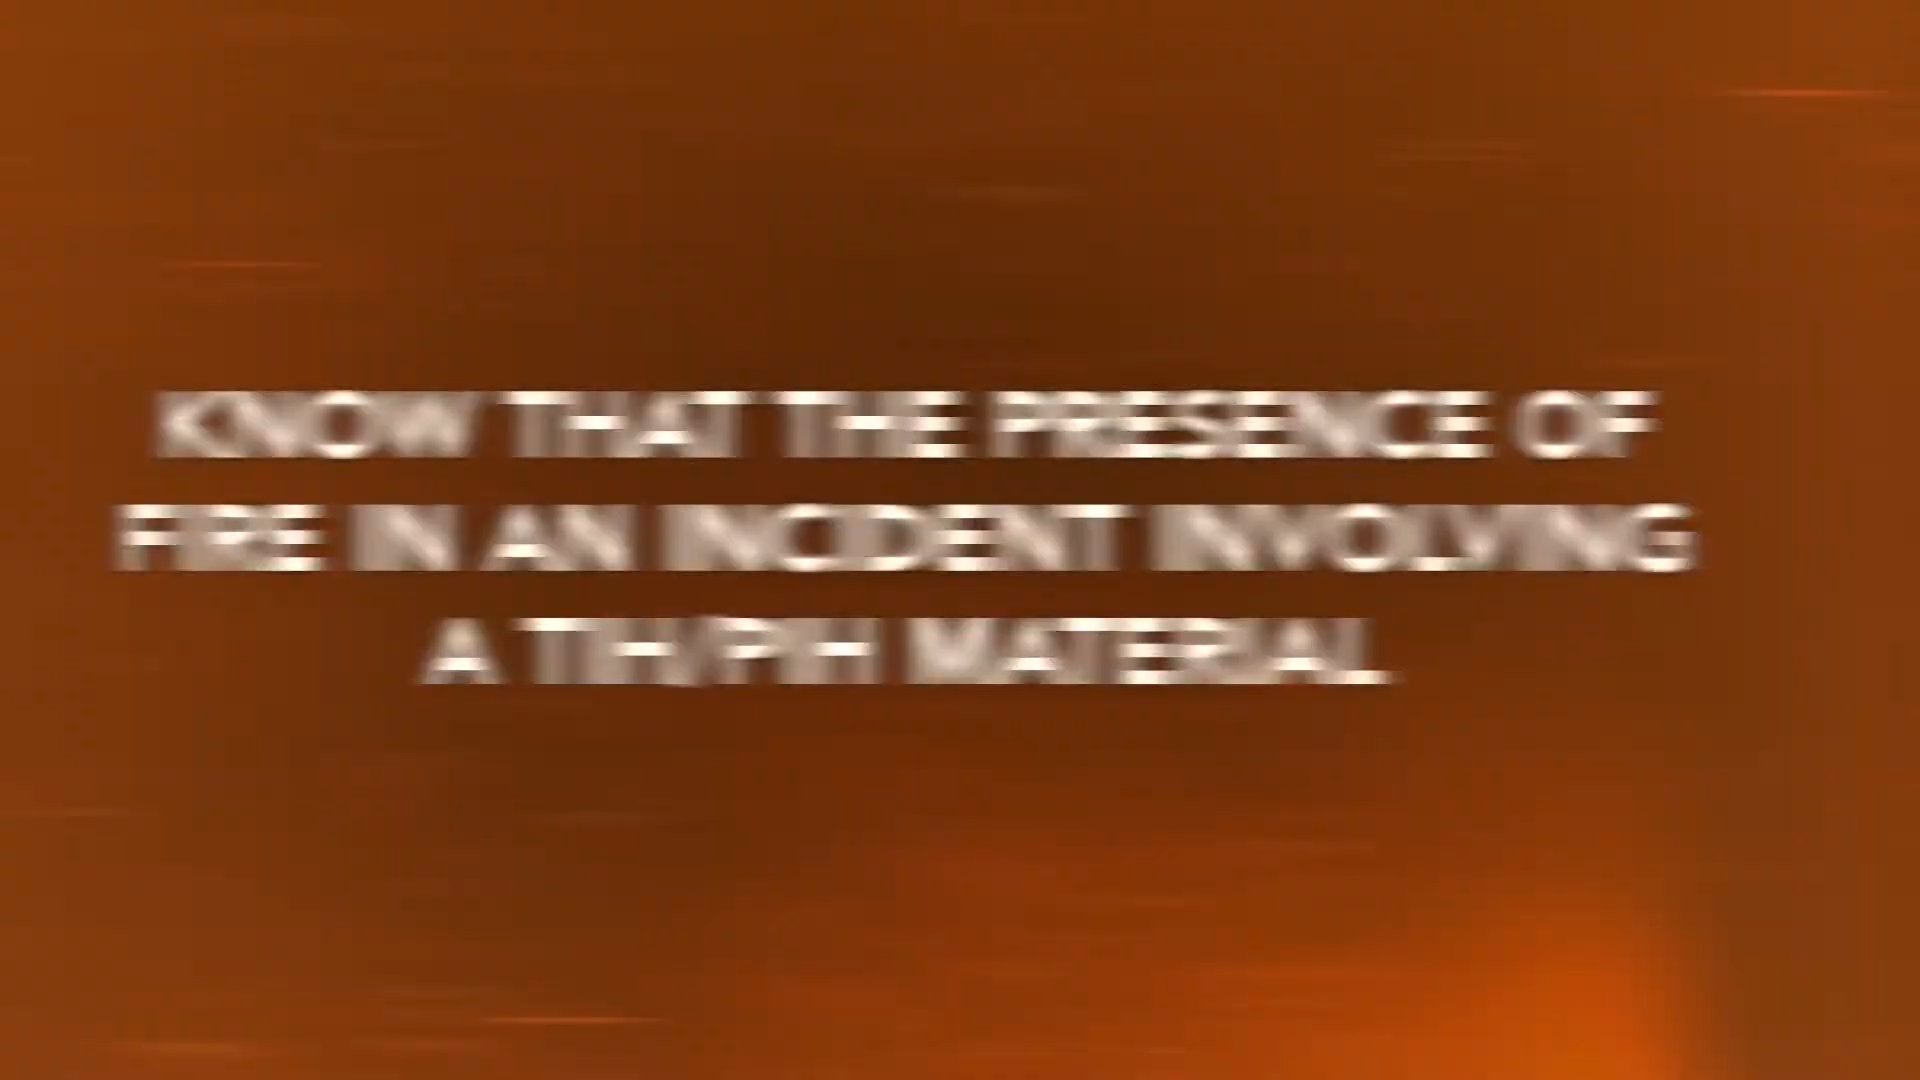 KNOW THAT THE PRESENCE OF
FIRE IN AN INCIDENT INVOLVING
A TIH/PIH MATERIAL